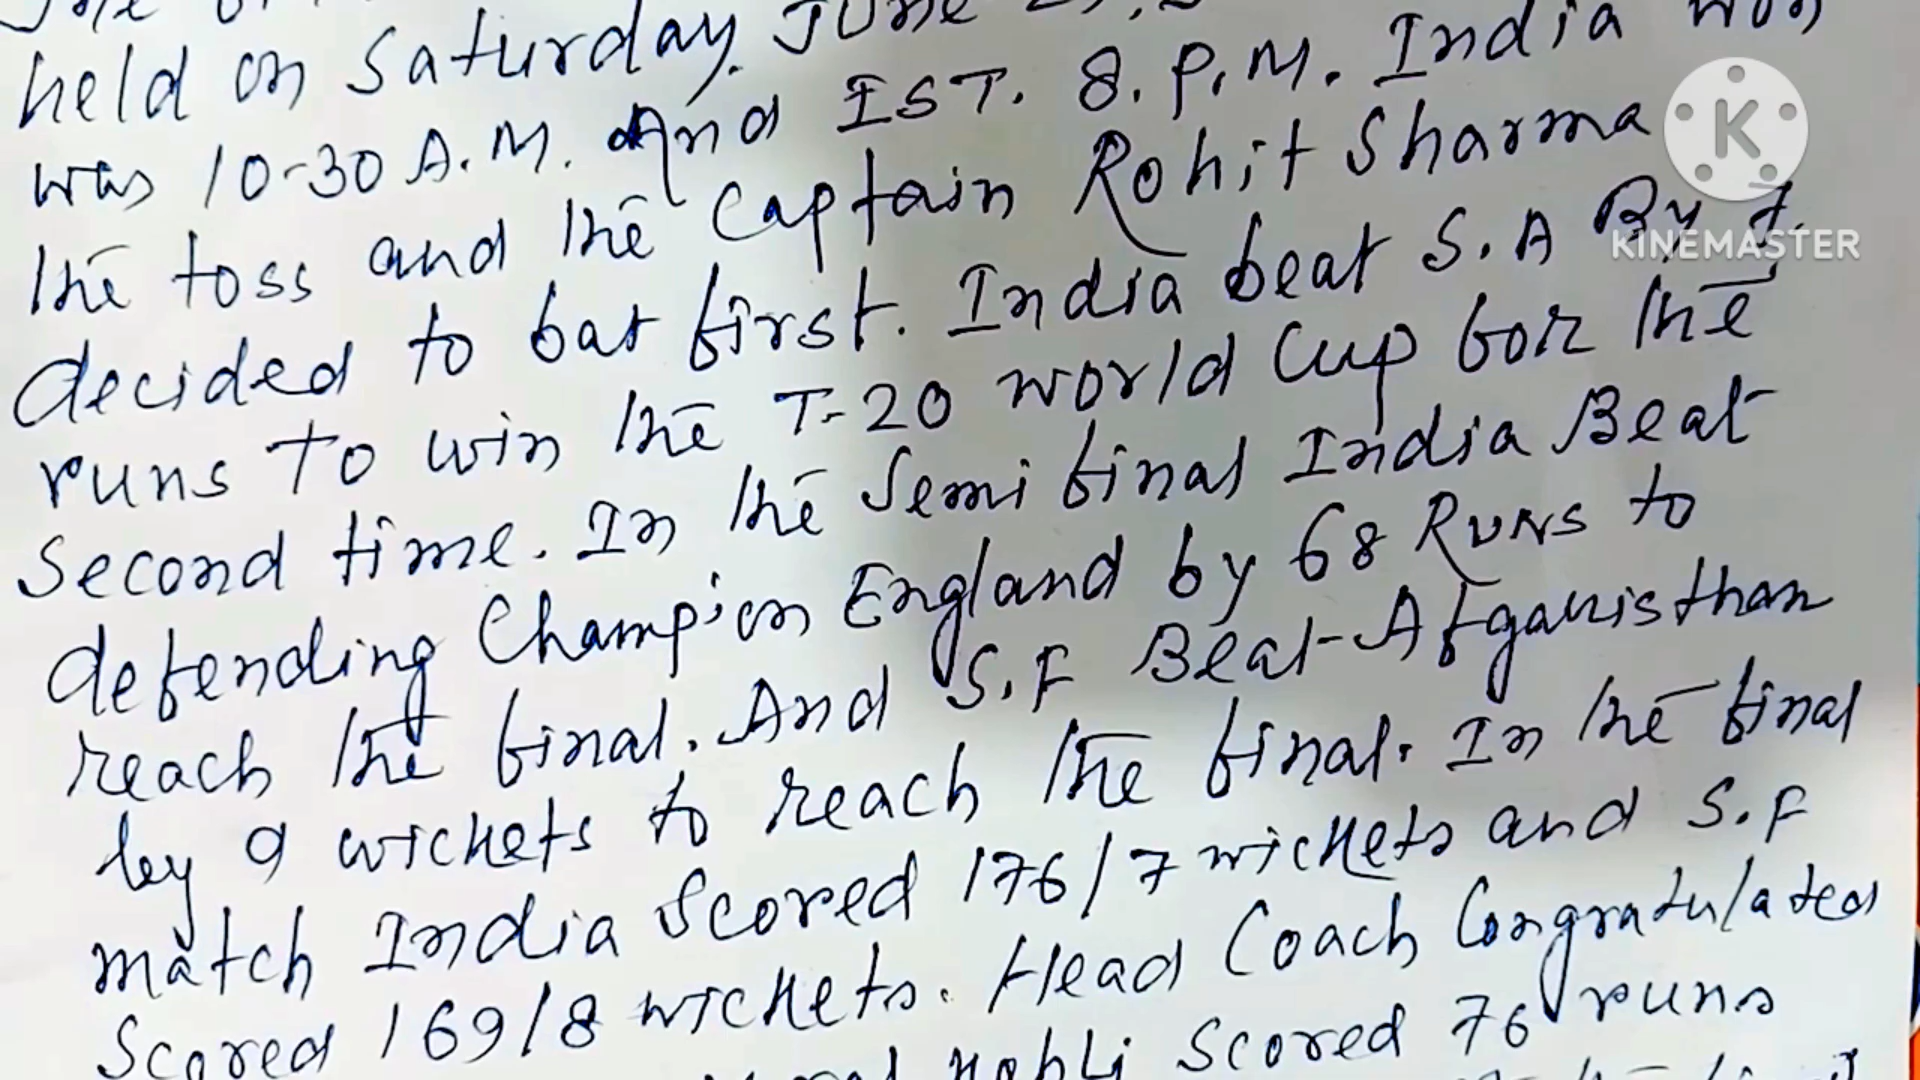 held on Saturday. June
was 10-30 A.M. And IST. 8. P.M. India won
the toss and the Captain Rohit Sharma
decided to bat first. India beat S.A By 7
runs To win the T-20 world Cup for the
second time. In the Semi final India Beat
defending Champion England by 68 Runs to
reach the final. And S.F Beat Afganisthan
by 9 wickets to reach the final. In the final
match India Scored 176/7 wickets and S.F
Scored 169/8 wickets. Head Coach Congratulated
Kohli Scored 76 runs
K
KINEMASTER